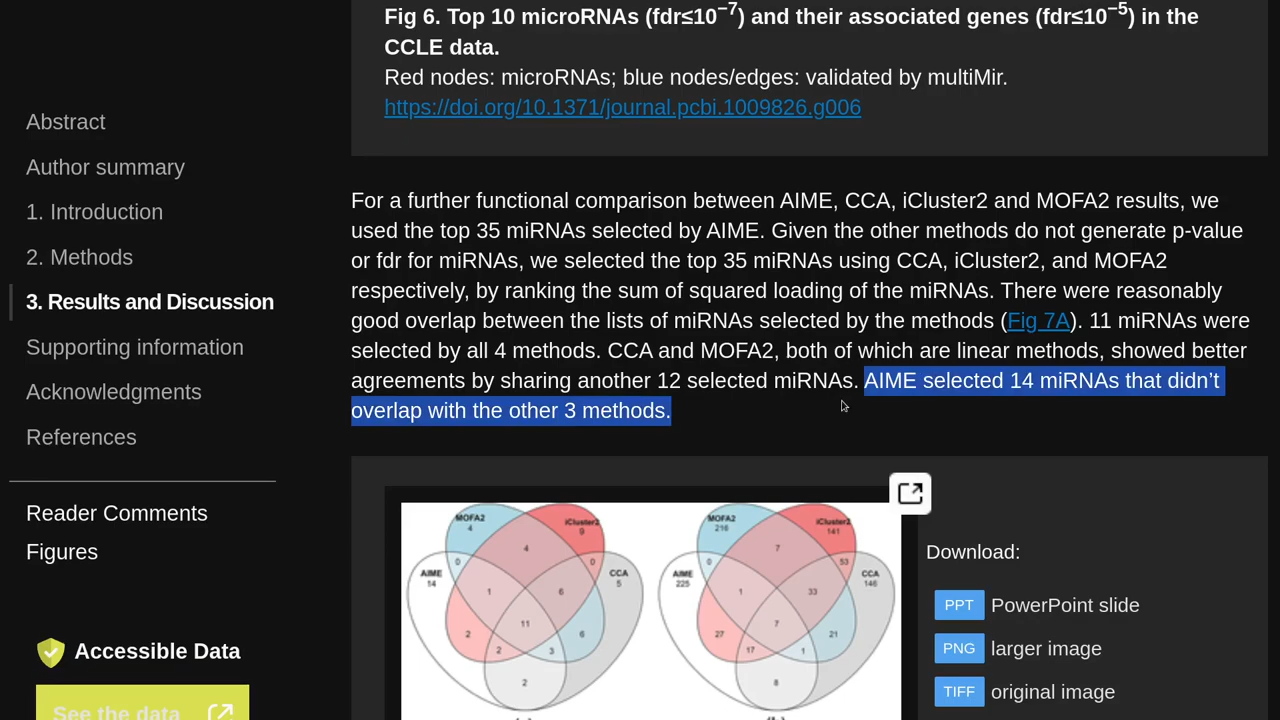 Fig 6. Top 10 microRNAs (fdr≤10⁻⁷) and their associated genes (fdr≤10⁻⁵) in the
CCLE data.
Red nodes: microRNAs; blue nodes/edges: validated by multiMir.
https://doi.org/10.1371/journal.pcbi.1009826.g006
Abstract
Author summary
1. Introduction
2. Methods
3. Results and Discussion
Supporting information
Acknowledgments
References
Reader Comments
Figures
Accessible Data
See the data
For a further functional comparison between AIME, CCA, iCluster2 and MOFA2 results, we
used the top 35 miRNAs selected by AIME. Given the other methods do not generate p-value
or fdr for miRNAs, we selected the top 35 miRNAs using CCA, iCluster2, and MOFA2
respectively, by ranking the sum of squared loading of the miRNAs. There were reasonably
good overlap between the lists of miRNAs selected by the methods (Fig 7A). 11 miRNAs were
selected by all 4 methods. CCA and MOFA2, both of which are linear methods, showed better
agreements by sharing another 12 selected miRNAs. AIME selected 14 miRNAs that didn’t
overlap with the other 3 methods.
MOFA2
4
iCluster2
9
4
0
0
AIME
14
CCA
5
1
6
11
2
6
2
3
2
MOFA2
216
iCluster2
141
7
0
53
AIME
225
CCA
146
1
33
7
27
21
17
1
8
Download:
PPT PowerPoint slide
PNG larger image
TIFF original image